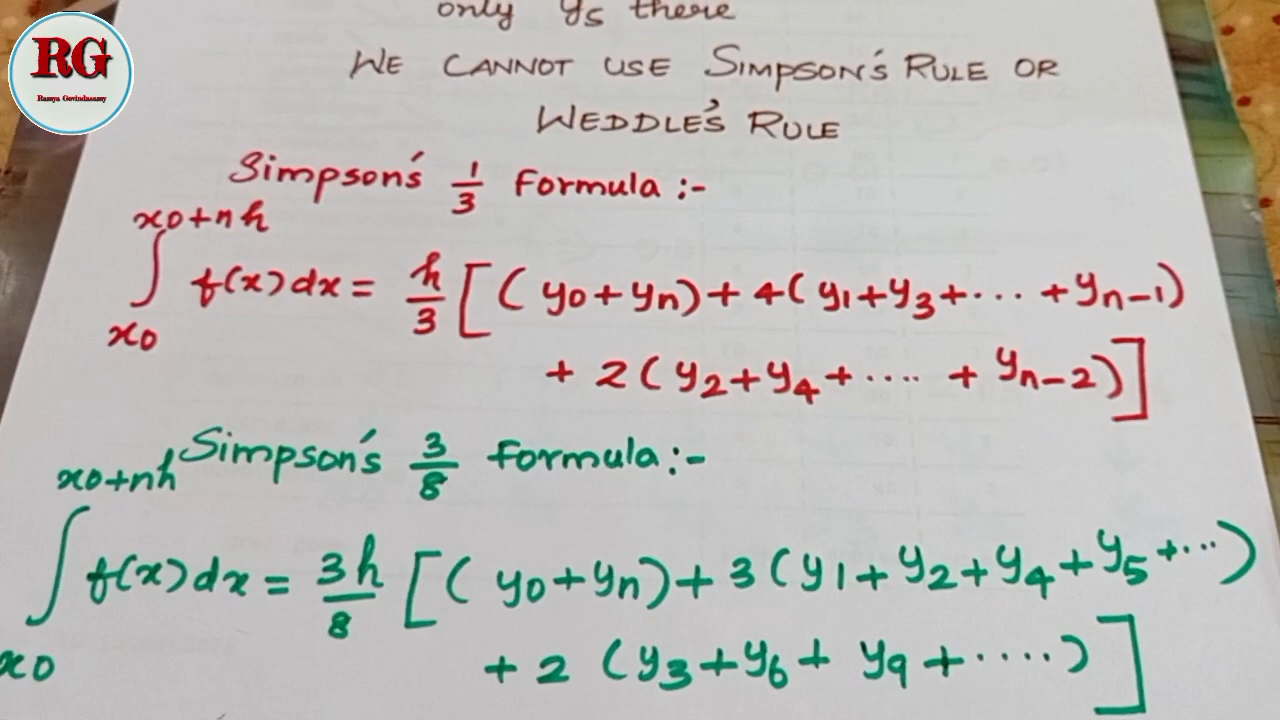 RG
Ramya Govindasamy
only y5 there
WE CANNOT USE SIMPSON'S RULE OR
WEDDLE'S RULE
Simpson's 1/3 Formula :-
x0+nh
∫ f(x)dx = h/3 [ (y0+yn) + 4(y1+y3+... +yn-1)
x0
+ 2(y2+y4+.... + yn-2)]
Simpson's 3/8 Formula :-
x0+nh
∫ f(x)dx = 3h/8 [ (y0+yn) + 3(y1+y2+y4+y5+...)
x0
+ 2 (y3+y6+ y9+.....)]